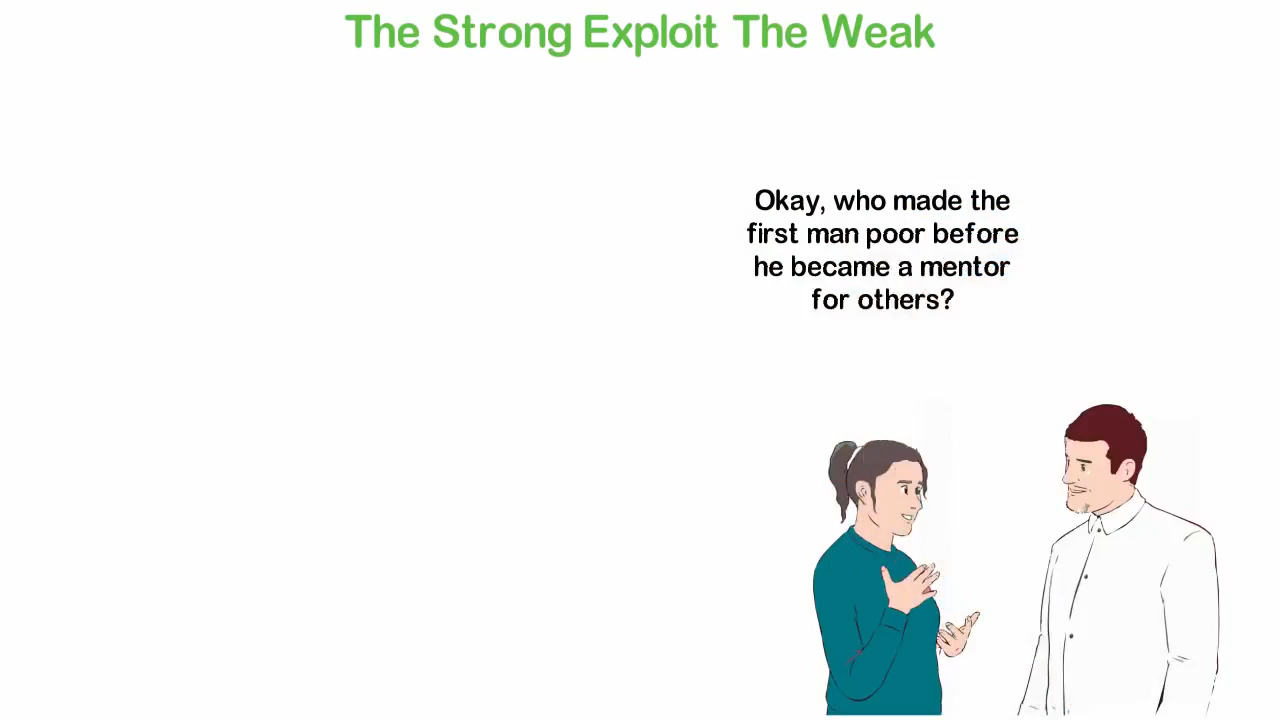 The Strong Exploit The Weak
Okay, who made the
first man poor before
he became a mentor
for others?